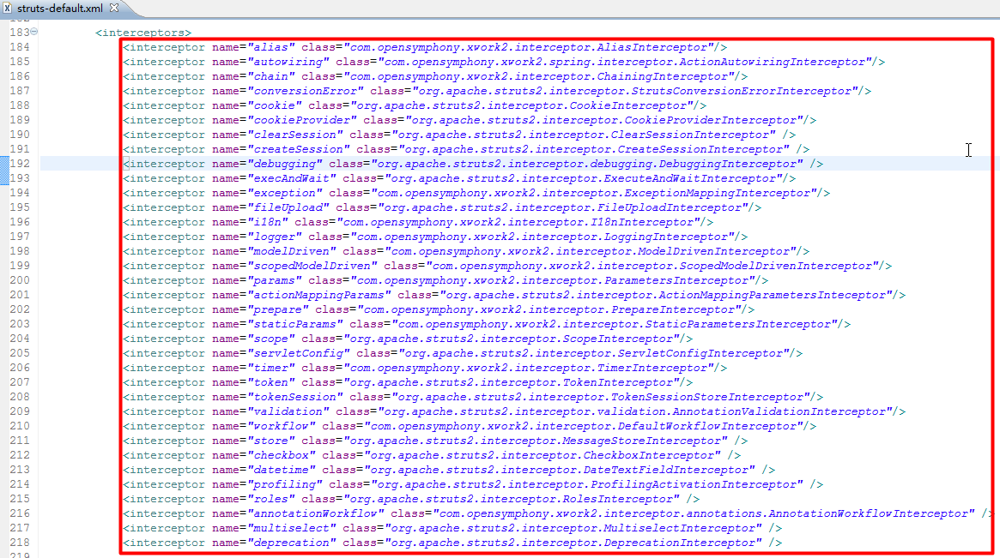 struts-default.xml
183 <interceptors>
184 <interceptor name="alias" class="com.opensymphony.xwork2.interceptor.AliasInterceptor"/>
185 <interceptor name="autowiring" class="com.opensymphony.xwork2.spring.interceptor.ActionAutowiringInterceptor"/>
186 <interceptor name="chain" class="com.opensymphony.xwork2.interceptor.ChainingInterceptor"/>
187 <interceptor name="conversionError" class="org.apache.struts2.interceptor.StrutsConversionErrorInterceptor"/>
188 <interceptor name="cookie" class="org.apache.struts2.interceptor.CookieInterceptor"/>
189 <interceptor name="cookieProvider" class="org.apache.struts2.interceptor.CookieProviderInterceptor"/>
190 <interceptor name="clearSession" class="org.apache.struts2.interceptor.ClearSessionInterceptor" />
191 <interceptor name="createSession" class="org.apache.struts2.interceptor.CreateSessionInterceptor" />
192 <interceptor name="debugging" class="org.apache.struts2.interceptor.debugging.DebuggingInterceptor" />
193 <interceptor name="execAndWait" class="org.apache.struts2.interceptor.ExecuteAndWaitInterceptor"/>
194 <interceptor name="exception" class="com.opensymphony.xwork2.interceptor.ExceptionMappingInterceptor"/>
195 <interceptor name="fileUpload" class="org.apache.struts2.interceptor.FileUploadInterceptor"/>
196 <interceptor name="i18n" class="com.opensymphony.xwork2.interceptor.I18nInterceptor"/>
197 <interceptor name="logger" class="com.opensymphony.xwork2.interceptor.LoggingInterceptor"/>
198 <interceptor name="modelDriven" class="com.opensymphony.xwork2.interceptor.ModelDrivenInterceptor"/>
199 <interceptor name="scopedModelDriven" class="com.opensymphony.xwork2.interceptor.ScopedModelDrivenInterceptor"/>
200 <interceptor name="params" class="com.opensymphony.xwork2.interceptor.ParametersInterceptor"/>
201 <interceptor name="actionMappingParams" class="org.apache.struts2.interceptor.ActionMappingParametersInteceptor"/>
202 <interceptor name="prepare" class="com.opensymphony.xwork2.interceptor.PrepareInterceptor"/>
203 <interceptor name="staticParams" class="com.opensymphony.xwork2.interceptor.StaticParametersInterceptor"/>
204 <interceptor name="scope" class="org.apache.struts2.interceptor.ScopeInterceptor"/>
205 <interceptor name="servletConfig" class="org.apache.struts2.interceptor.ServletConfigInterceptor"/>
206 <interceptor name="timer" class="com.opensymphony.xwork2.interceptor.TimerInterceptor"/>
207 <interceptor name="token" class="org.apache.struts2.interceptor.TokenInterceptor"/>
208 <interceptor name="tokenSession" class="org.apache.struts2.interceptor.TokenSessionStoreInterceptor"/>
209 <interceptor name="validation" class="org.apache.struts2.interceptor.validation.AnnotationValidationInterceptor"/>
210 <interceptor name="workflow" class="com.opensymphony.xwork2.interceptor.DefaultWorkflowInterceptor"/>
211 <interceptor name="store" class="org.apache.struts2.interceptor.MessageStoreInterceptor" />
212 <interceptor name="checkbox" class="org.apache.struts2.interceptor.CheckboxInterceptor" />
213 <interceptor name="datetime" class="org.apache.struts2.interceptor.DateTextFieldInterceptor" />
214 <interceptor name="profiling" class="org.apache.struts2.interceptor.ProfilingActivationInterceptor" />
215 <interceptor name="roles" class="org.apache.struts2.interceptor.RolesInterceptor" />
216 <interceptor name="annotationWorkflow" class="com.opensymphony.xwork2.interceptor.annotations.AnnotationWorkflowInterceptor" />
217 <interceptor name="multiselect" class="org.apache.struts2.interceptor.MultiselectInterceptor" />
218 <interceptor name="deprecation" class="org.apache.struts2.interceptor.DeprecationInterceptor" />